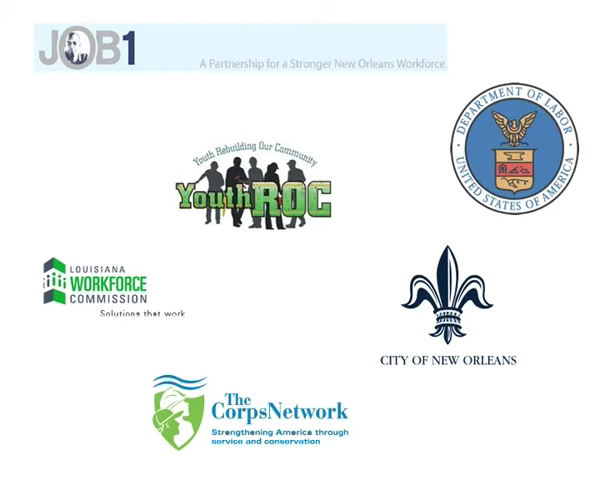 JOB1
A Partnership for a Stronger New Orleans Workforce.
DEPARTMENT OF LABOR
UNITED STATES OF AMERICA
Youth Rebuilding Our Community
YouthROC
LOUISIANA
WORKFORCE
COMMISSION
Solutions that work
CITY OF NEW ORLEANS
The
CorpsNetwork
Strengthening America through
service and conservation